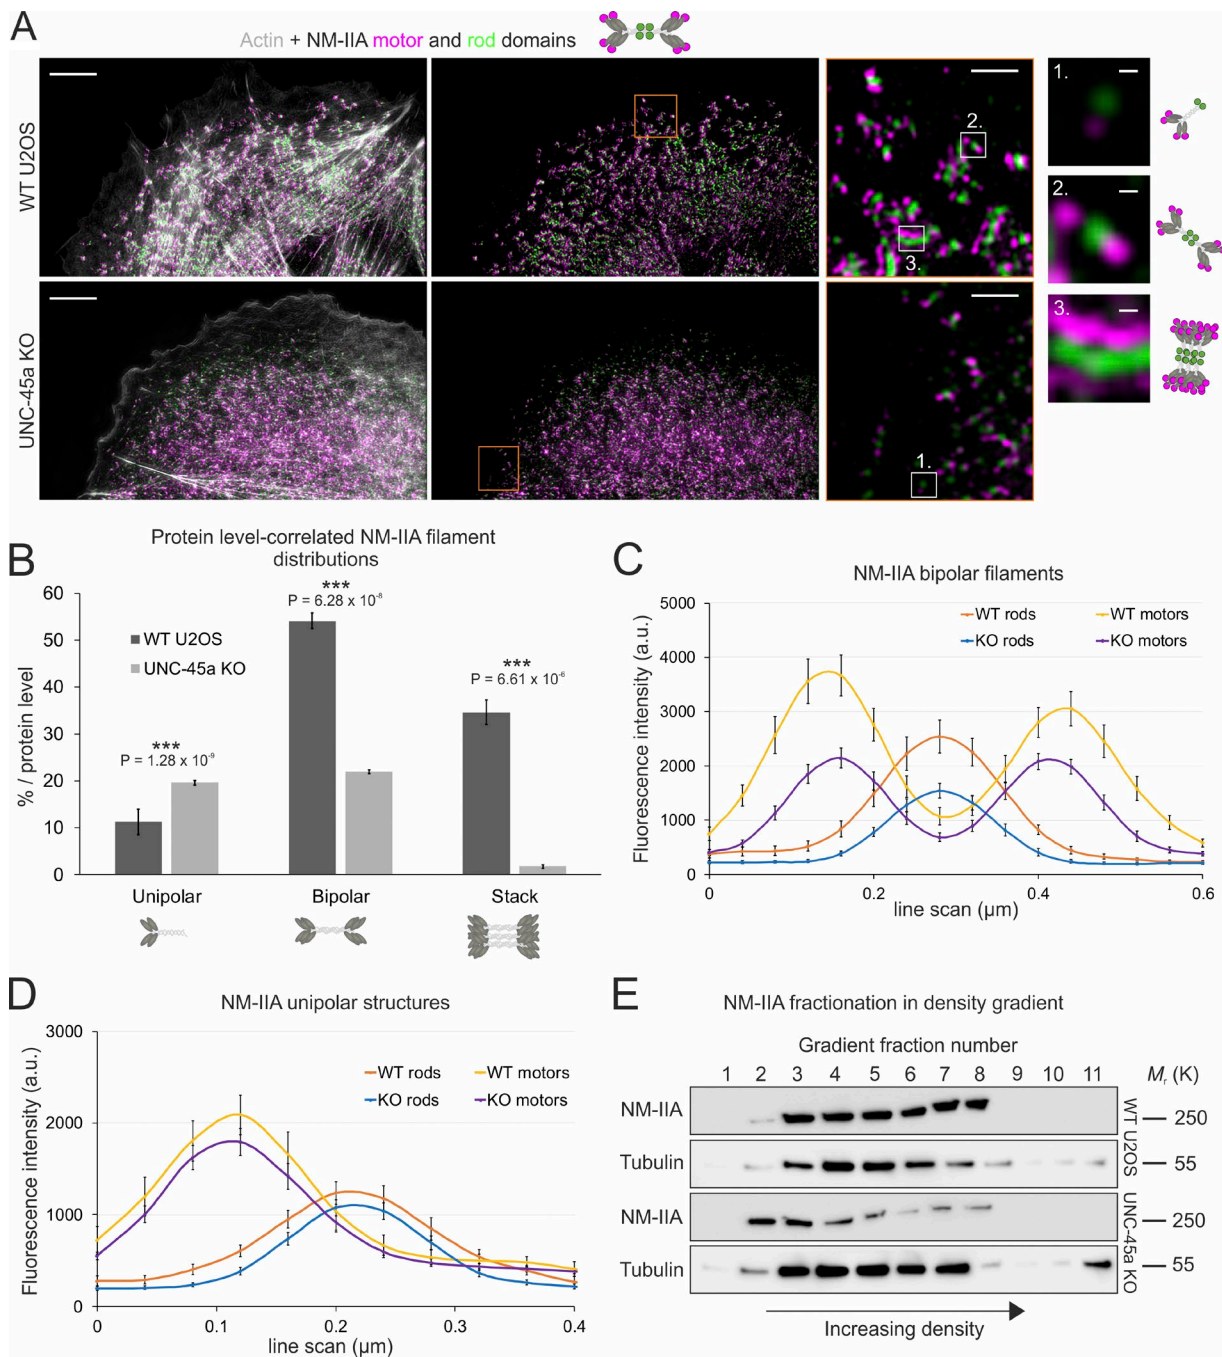 A
Actin + NM-IIA motor and rod domains
WT U2OS
UNC-45a KO
2.
3.
1.
1.
2.
3.
B
Protein level-correlated NM-IIA filament
distributions
% / protein level
60
50
40
30
20
10
0
WT U2OS
UNC-45a KO
***
P = 1.28 x 10⁻⁹
***
P = 6.28 x 10⁻⁸
***
P = 6.61 x 10⁻⁶
Unipolar
Bipolar
Stack
C
NM-IIA bipolar filaments
Fluorescence intensity (a.u.)
5000
4000
3000
2000
1000
0
WT rods
WT motors
KO rods
KO motors
0
0.2
0.4
0.6
line scan (µm)
D
NM-IIA unipolar structures
Fluorescence intensity (a.u.)
3000
2000
1000
0
WT rods
WT motors
KO rods
KO motors
0
0.1
0.2
0.3
0.4
line scan (µm)
E
NM-IIA fractionation in density gradient
Gradient fraction number
1 2 3 4 5 6 7 8 9 10 11 Mᵣ (K)
NM-IIA
250
Tubulin
55
WT U2OS
NM-IIA
250
Tubulin
55
UNC-45a KO
Increasing density